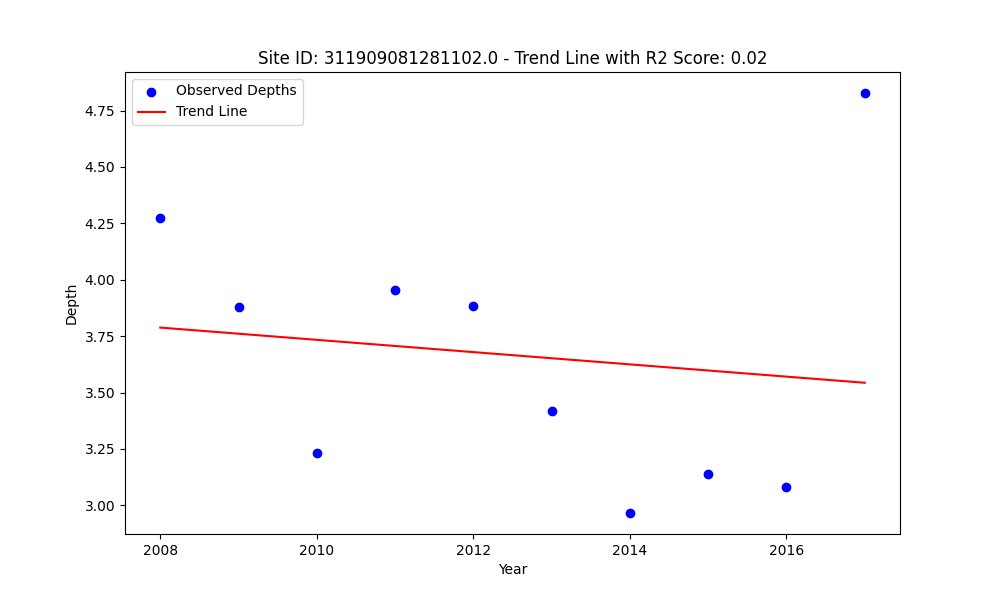 Site ID: 311909081281102.0 - Trend Line with R2 Score: 0.02
Observed Depths
Trend Line
4.75
4.50
4.25
4.00
3.75
3.50
3.25
3.00
Depth
2008
2010
2012
2014
2016
Year